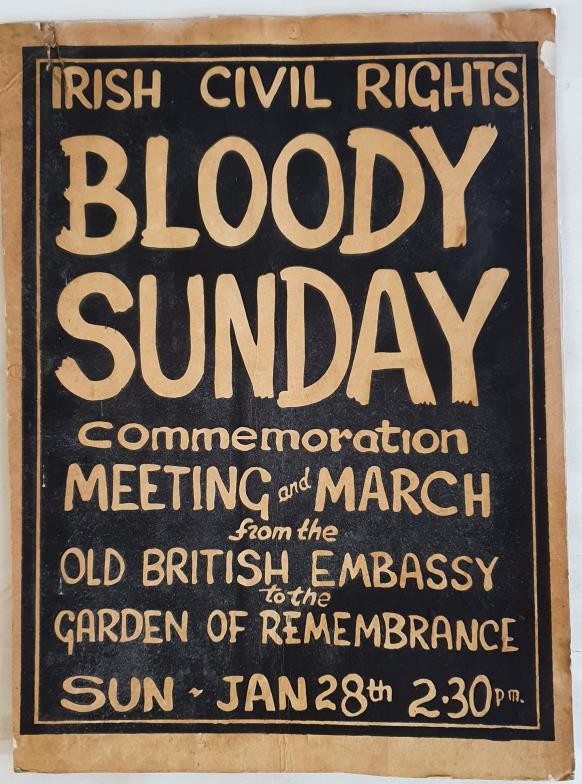 IRISH CIVIL RIGHTS
BLOODY
SUNDAY
commemoration
MEETING and MARCH
from the
OLD BRITISH EMBASSY
to the
GARDEN OF REMEMBRANCE
SUN - JAN 28th 2.30 pm.